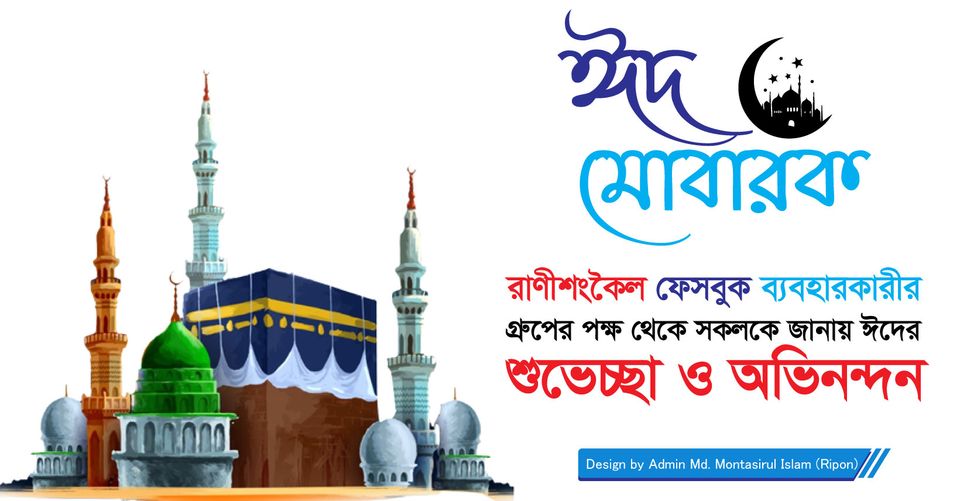 ঈদ
মোবারক
রাণীশংকৈল ফেসবুক ব্যবহারকারীর
গ্রুপের পক্ষ থেকে সকলকে জানায় ঈদের
শুভেচ্ছা ও অভিনন্দন
Design by Admin Md. Montasirul Islam (Ripon)